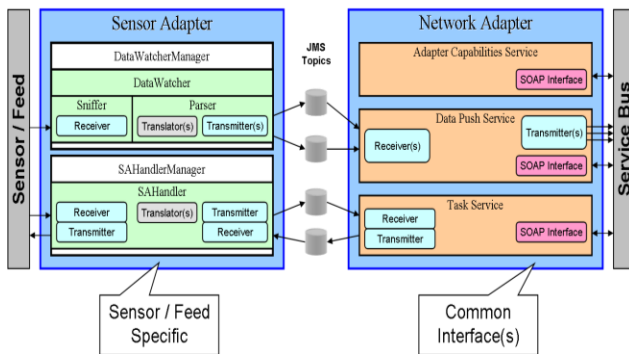 Sensor Adapter
Network Adapter
Sensor / Feed
DataWatcherManager
DataWatcher
Sniffer
Parser
Receiver
Translator(s)
Transmitter(s)
SAHandlerManager
SAHandler
Receiver
Transmitter
Translator(s)
Transmitter
Receiver
JMS
Topics
Adapter Capabilities Service
SOAP Interface
Data Push Service
Receiver(s)
Transmitter(s)
SOAP Interface
Task Service
Receiver
Transmitter
SOAP Interface
Service Bus
Sensor / Feed
Specific
Common
Interface(s)